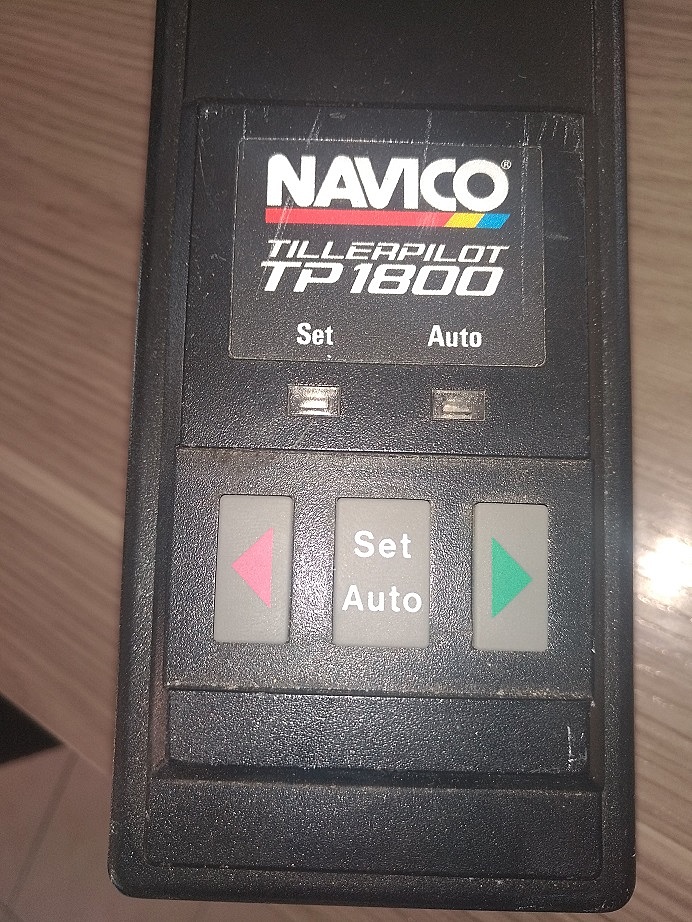 NAVICO®
TILLERPILOT
TP1800
Set Auto
Set
Auto